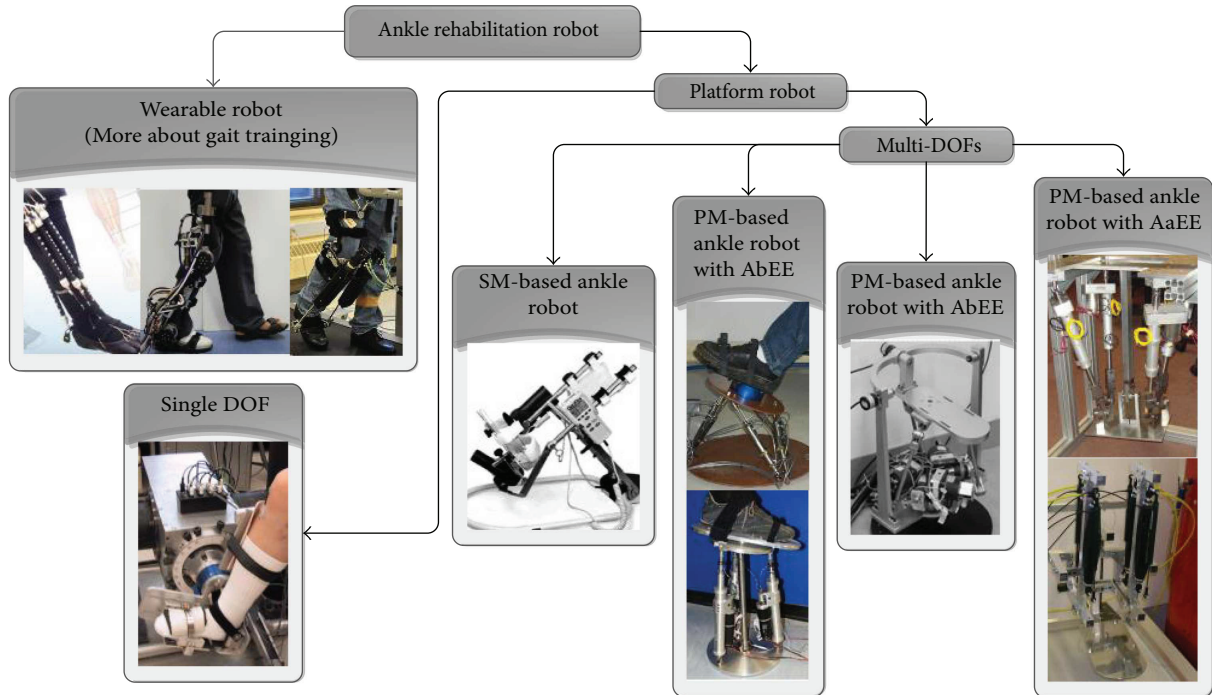 Ankle rehabilitation robot
Platform robot
Wearable robot
(More about gait trainging)
Multi-DOFs
PM-based
ankle robot
with AbEE
PM-based ankle
robot with AaEE
SM-based ankle
robot
PM-based ankle
robot with AbEE
Single DOF